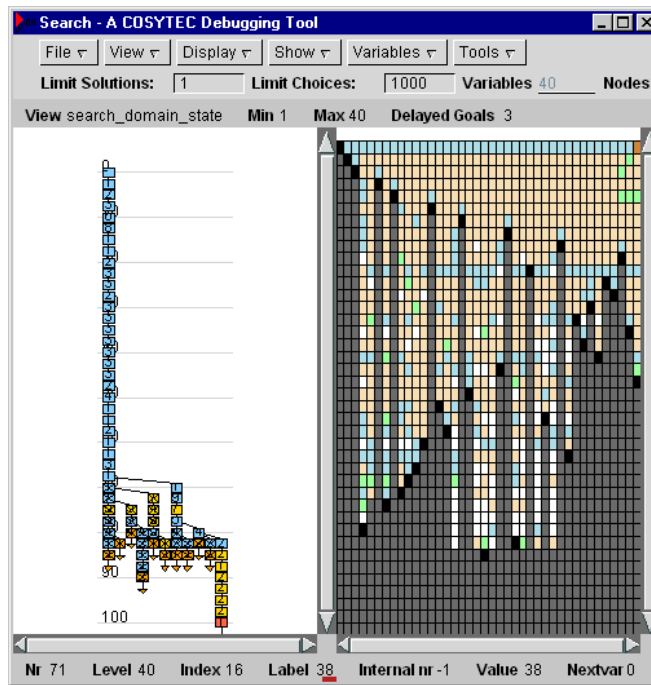 Search - A COSYTEC Debugging Tool
File View Display Show Variables Tools
Limit Solutions: 1 Limit Choices: 1000 Variables 40 Nodes
View search_domain_state Min 1 Max 40 Delayed Goals 3
90
100
Nr 71 Level 40 Index 16 Label 38 Internal nr -1 Value 38 Nextvar 0